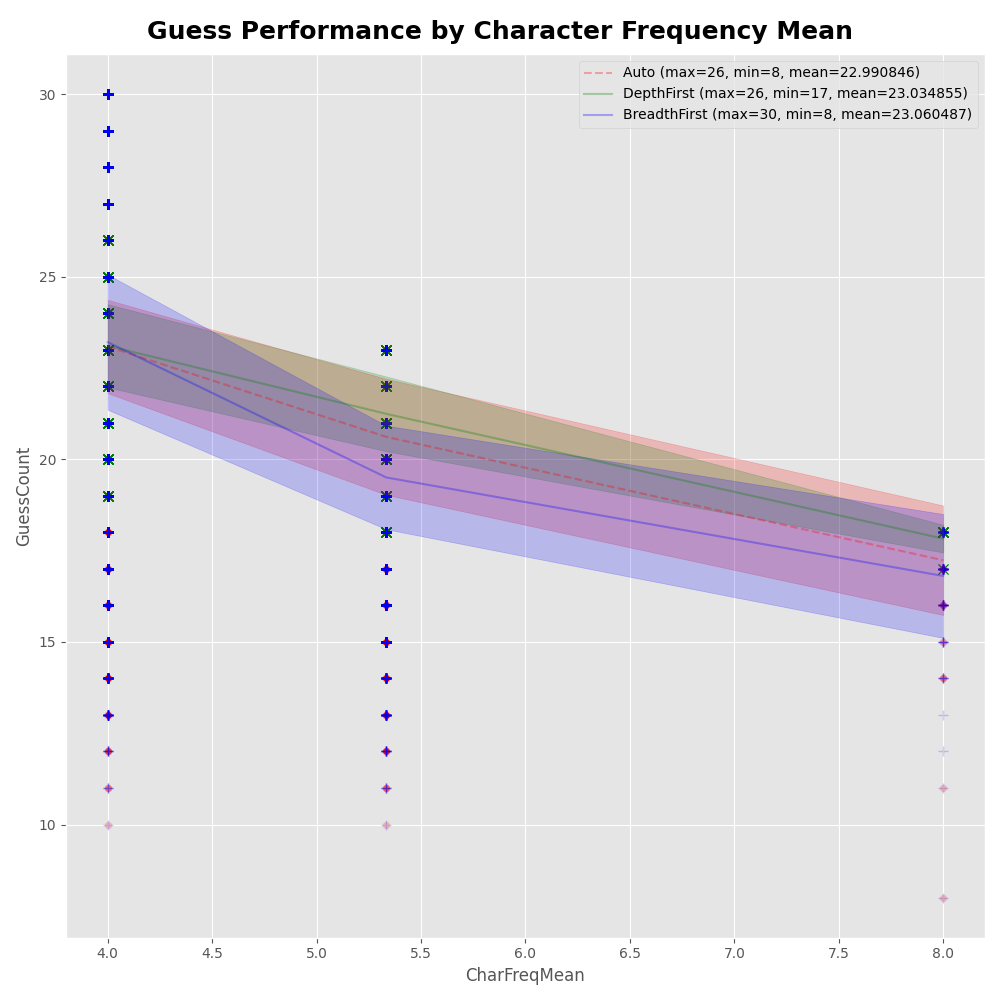 Guess Performance by Character Frequency Mean
Auto (max=26, min=8, mean=22.990846)
DepthFirst (max=26, min=17, mean=23.034855)
BreadthFirst (max=30, min=8, mean=23.060487)
30
25
20
15
10
GuessCount
4.0 4.5 5.0 5.5 6.0 6.5 7.0 7.5 8.0
CharFreqMean